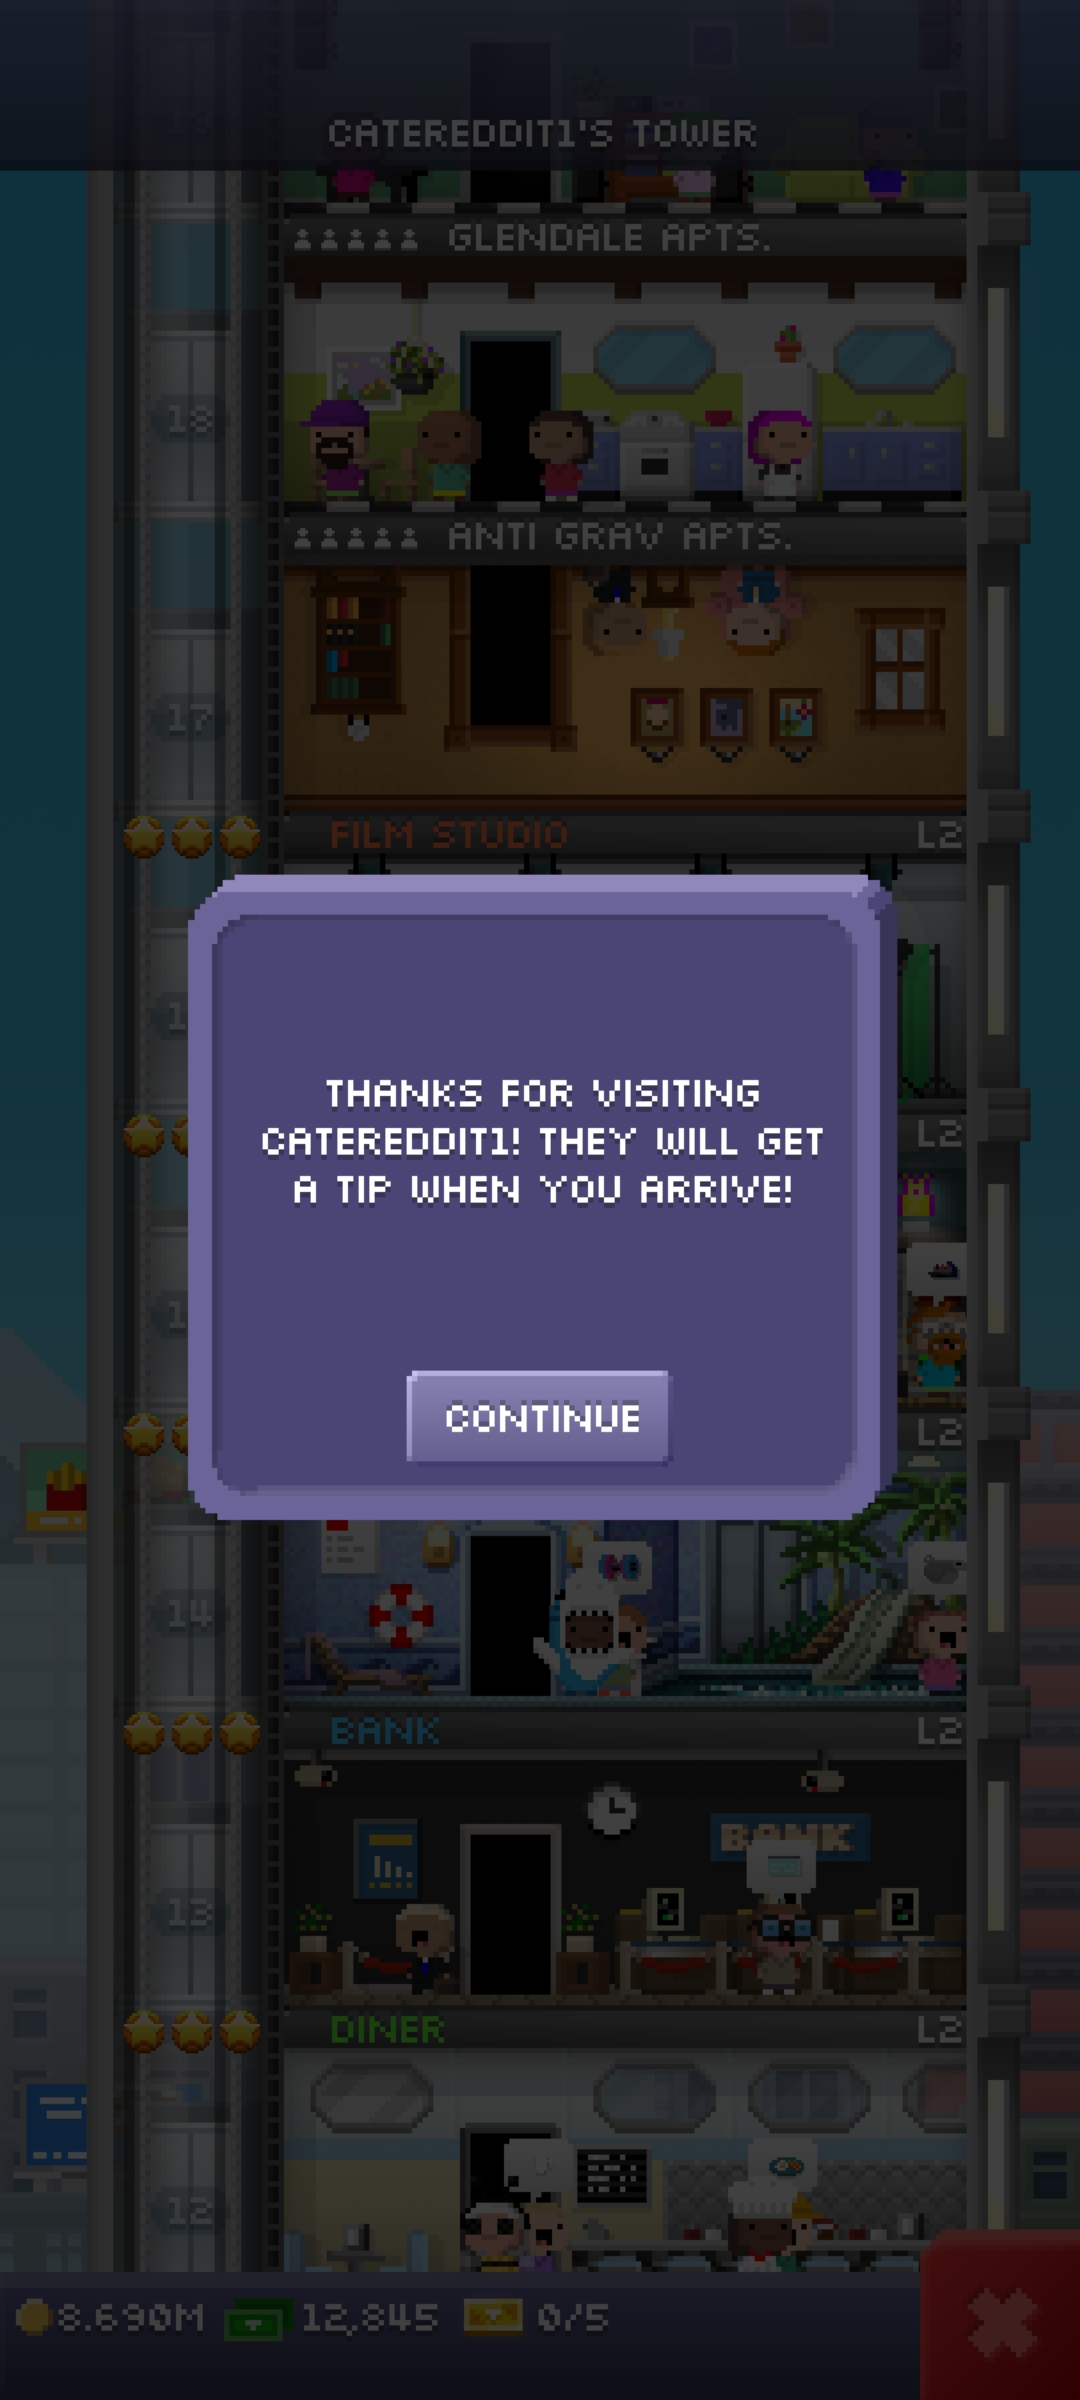 CATEREDDIT1'S TOWER
GLENDALE APTS.
18
ANTI GRAV APTS.
17
FILM STUDIO L2
L2
THANKS FOR VISITING
CATEREDDIT1! THEY WILL GET
A TIP WHEN YOU ARRIVE!
L2
CONTINUE
14
BANK L2
BANK
13
DINER L2
12
8.690M 12,845 0/5